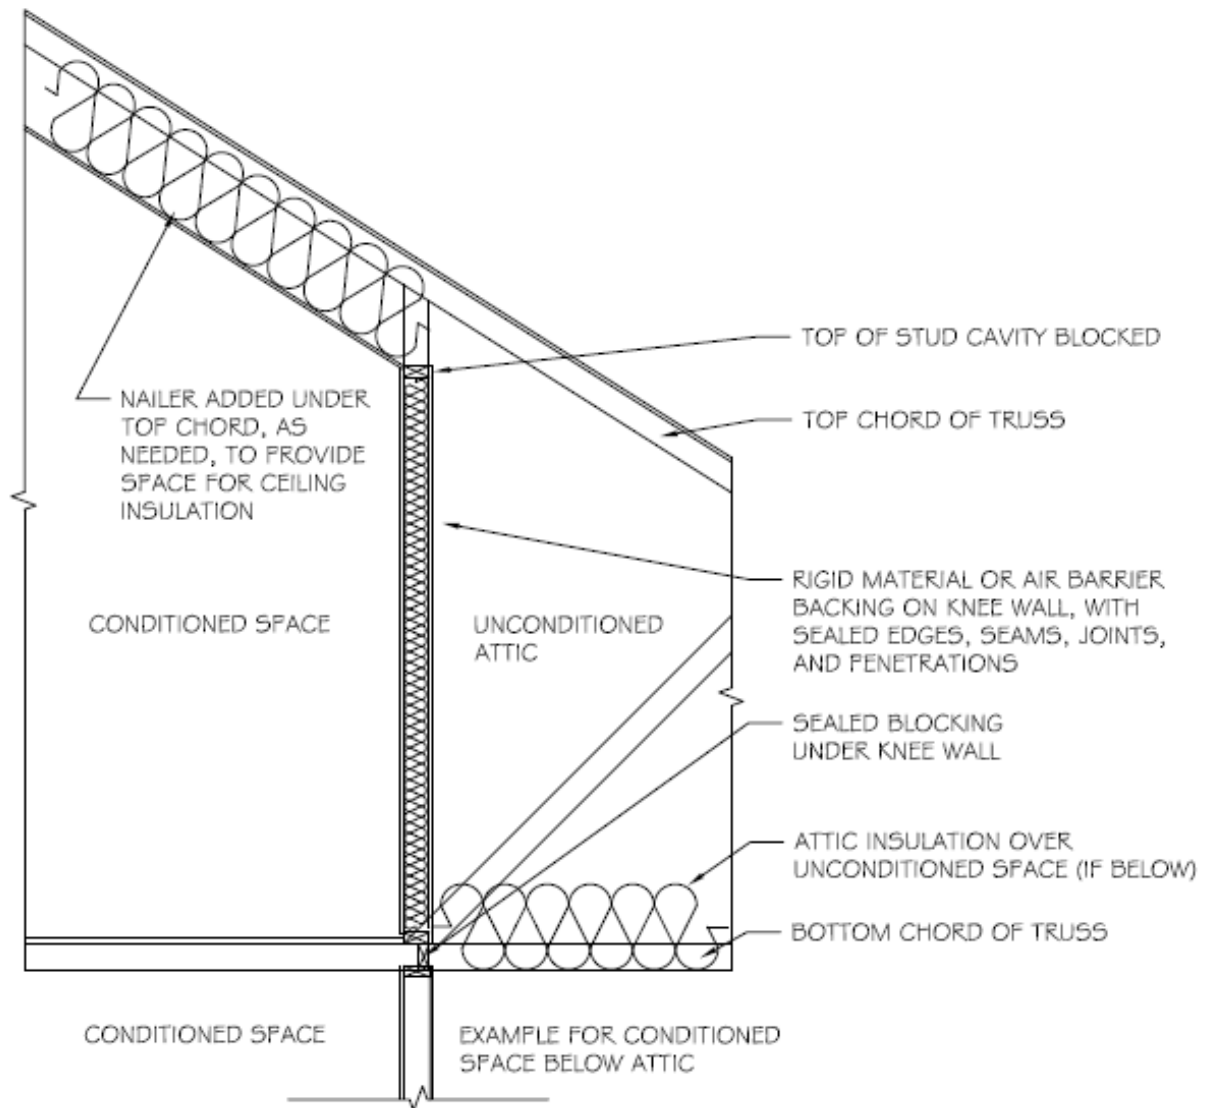 TOP OF STUD CAVITY BLOCKED
NAILER ADDED UNDER
TOP CHORD, AS
NEEDED, TO PROVIDE
SPACE FOR CEILING
INSULATION
TOP CHORD OF TRUSS
RIGID MATERIAL OR AIR BARRIER
BACKING ON KNEE WALL, WITH
SEALED EDGES, SEAMS, JOINTS,
AND PENETRATIONS
CONDITIONED SPACE
UNCONDITIONED
ATTIC
SEALED BLOCKING
UNDER KNEE WALL
ATTIC INSULATION OVER
UNCONDITIONED SPACE (IF BELOW)
BOTTOM CHORD OF TRUSS
CONDITIONED SPACE
EXAMPLE FOR CONDITIONED
SPACE BELOW ATTIC